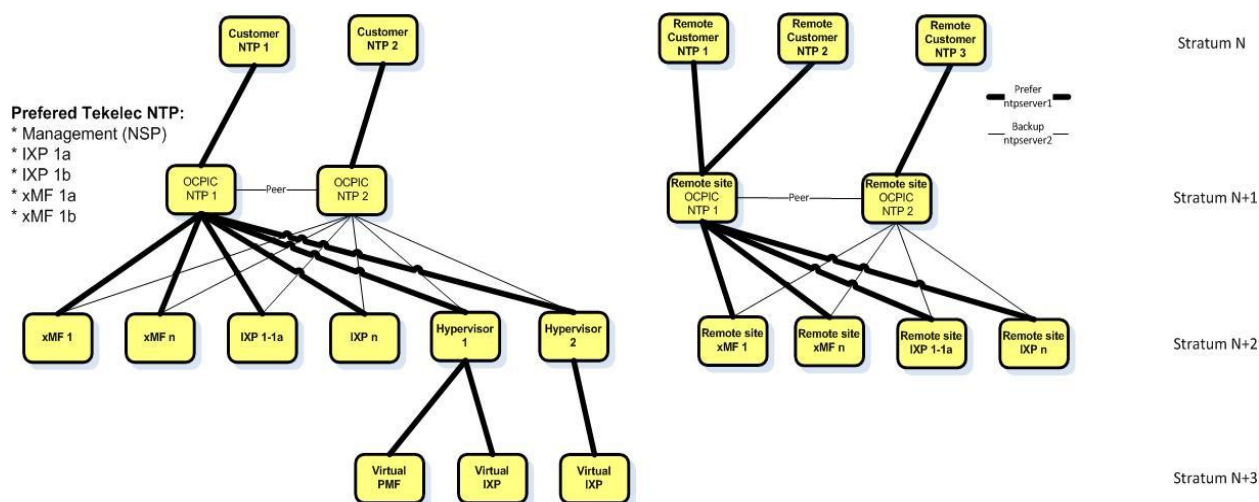 Customer
NTP 1
Customer
NTP 2
Remote
Customer
NTP 1
Remote
Customer
NTP 2
Remote
Customer
NTP 3
Stratum N
Prefer
ntpserver1
Backup
ntpserver2
Prefered Tekelec NTP:
* Management (NSP)
* IXP 1a
* IXP 1b
* xMF 1a
* xMF 1b
OCPIC
NTP 1
Peer
OCPIC
NTP 2
Remote site
OCPIC
NTP 1
Peer
Remote site
OCPIC
NTP 2
Stratum N+1
xMF 1
xMF n
IXP 1-1a
IXP n
Hypervisor
1
Hypervisor
2
Remote site
xMF 1
Remote site
xMF n
Remote site
IXP 1-1a
Remote site
IXP n
Stratum N+2
Virtual
PMF
Virtual
IXP
Virtual
IXP
Stratum N+3